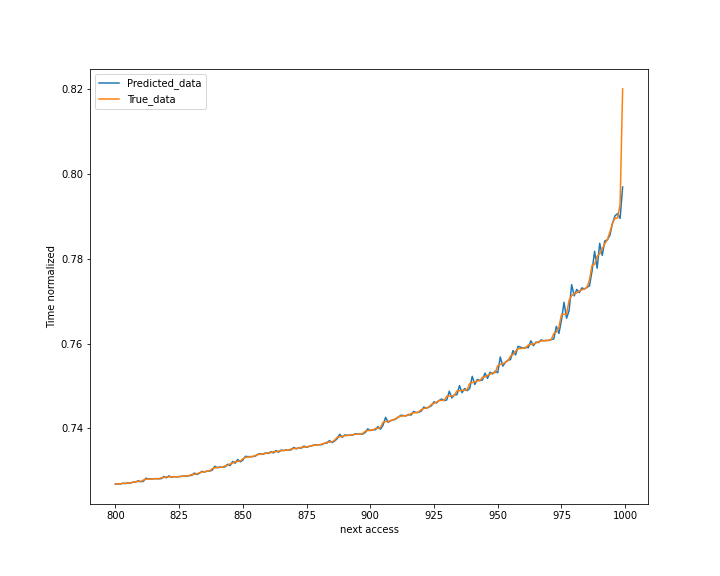 Predicted_data
True_data
0.82
0.80
0.78
0.76
0.74
Time normalized
800 825 850 875 900 925 950 975 1000
next access